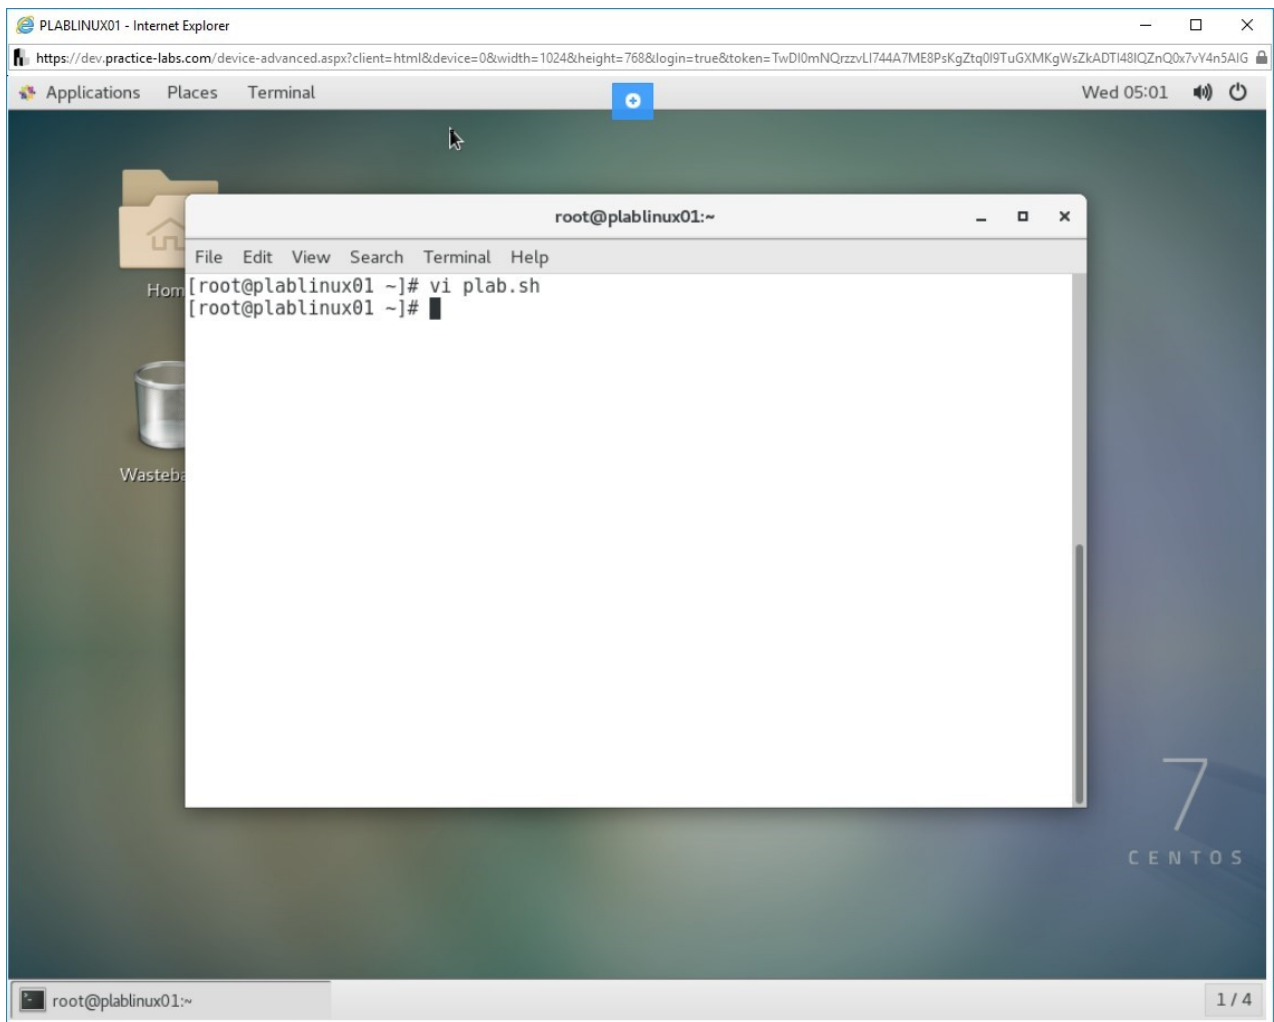 PLABLINUX01 - Internet Explorer
https://dev.practice-labs.com/device-advanced.aspx?client=html&device=0&width=1024&height=768&login=true&token=
Applications Places Terminal Wed 05:01
root@plablinux01:~
File Edit View Search Terminal Help
[root@plablinux01 ~]# vi plab.sh
Hom
[root@plablinux01 ~]#
Wasteba
7
CENTOS
root@plablinux01:~
1 / 4